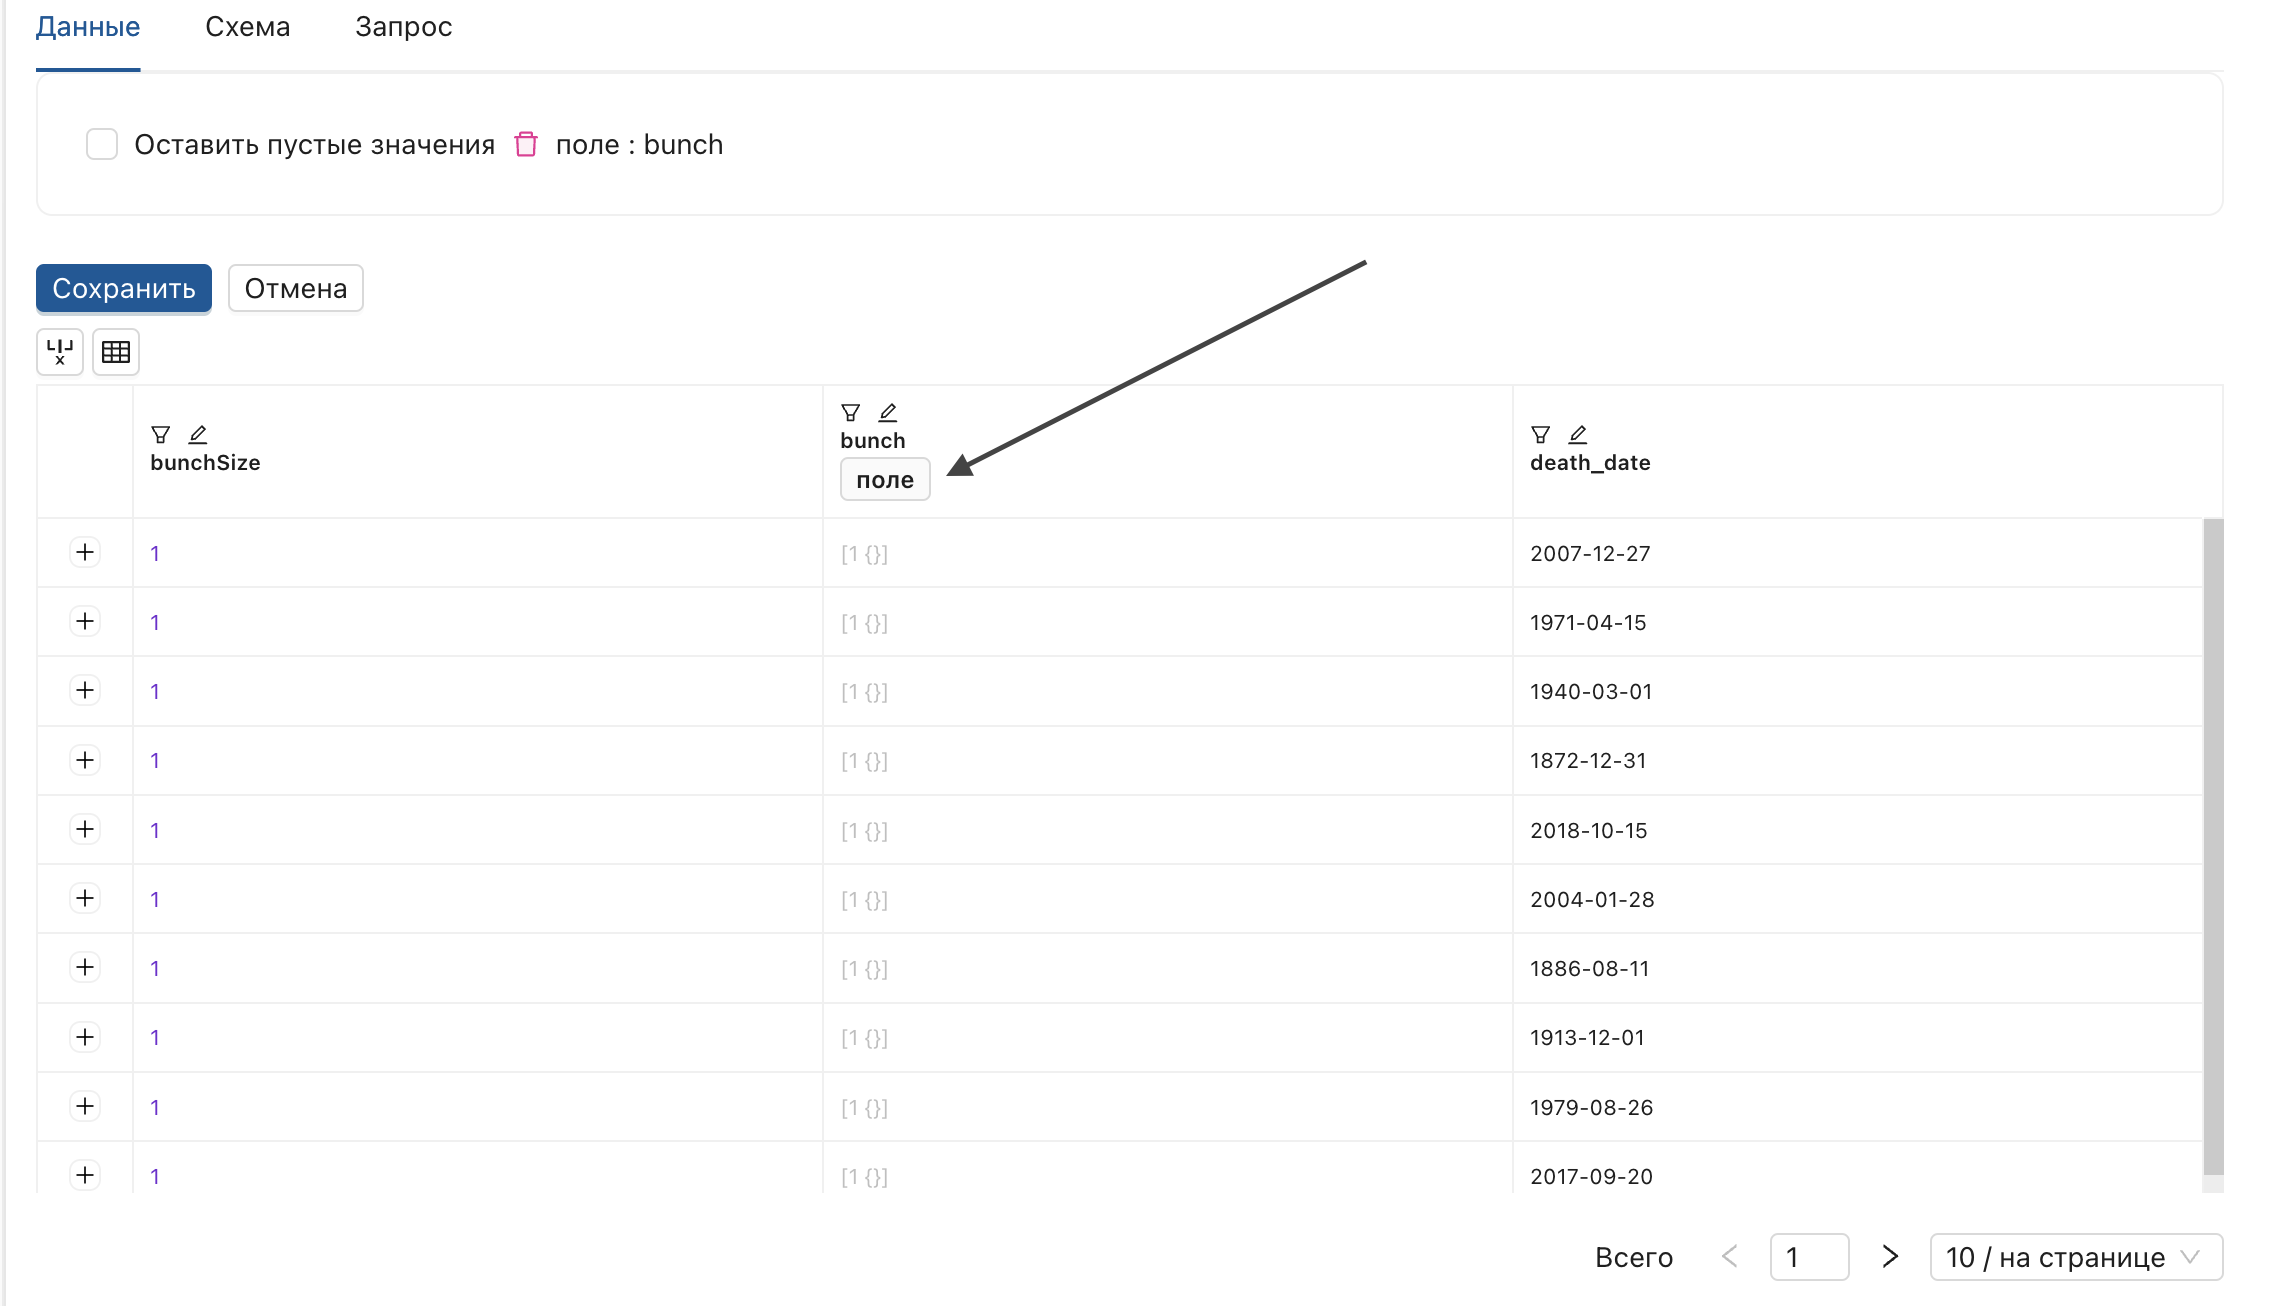 Данные Схема Запрос
Оставить пустые значения поле : bunch
Сохранить Отмена
bunchSize bunch death_date
поле
1 [1 {}] 2007-12-27
1 [1 {}] 1971-04-15
1 [1 {}] 1940-03-01
1 [1 {}] 1872-12-31
1 [1 {}] 2018-10-15
1 [1 {}] 2004-01-28
1 [1 {}] 1886-08-11
1 [1 {}] 1913-12-01
1 [1 {}] 1979-08-26
1 [1 {}] 2017-09-20
Всего 1 10 / на странице